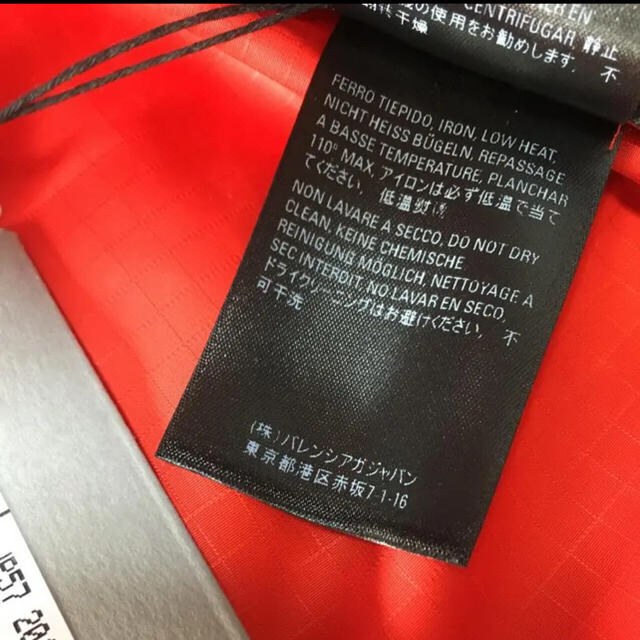 CENTRIFUGAR, 静止
の使用をお勧めします. 不
干燥
FERRO TIEPIDO, IRON, LOW HEAT,
NICHT HEISS BÜGELN, REPASSAGE
A BASSE TEMPERATURE, PLANCHAR
110° MAX, アイロンは必ず低温で当て
てください, 低温熨
NON LAVARE A SECCO, DO NOT DRY
CLEAN, KEINE CHEMISCHE
REINIGUNG MÖGLICH, NETTOYAGE A
SEC INTERDIT, NO LAVAR EN SECO,
ドライクリーニングはお避けください, 不
可干洗
(株) バレンシアガジャパン
東京都港区赤坂7-1-16